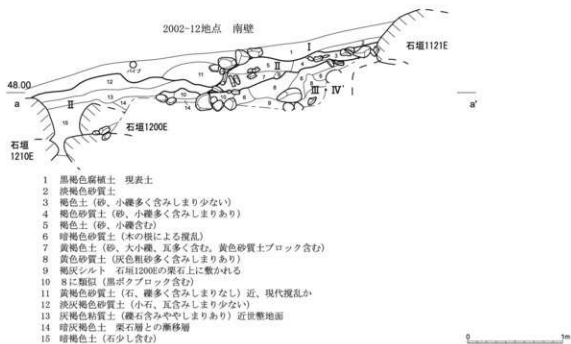 2002-12地点　南壁
石垣1121E
パイプ
Ⅰ
Ⅱ
Ⅲ・Ⅳ'
48.00
a
a'
Ⅱ
石垣1200E
石垣
1210E
1　黒褐色腐植土　現表土
2　淡褐色砂質土
3　褐色土（砂、小礫多く含みしまり少ない）
4　褐色砂質土（砂、小礫多く含みしまりあり）
5　褐色土（砂、小礫含む）
6　暗褐色砂質土（木の根による攪乱）
7　黄褐色土（砂、大小礫、瓦多く含む，黄色砂質土ブロック含む）
8　黄色砂質土（灰色粗砂多く含みしまりあり）
9　褐灰シルト　石垣1200Eの栗石上に敷かれる
10　8に類似（黒ボクブロック含む）
11　黄褐色砂質土（石、礫多く含みしまりなし）近、現代攪乱か
12　淡灰褐色砂質土（小石、瓦含みしまり少ない）
13　灰褐色粘質土（礫石含みややしまりあり）近世整地面
14　暗灰褐色土　栗石層との漸移層
15　暗褐色土（石少し含む）
0
1m